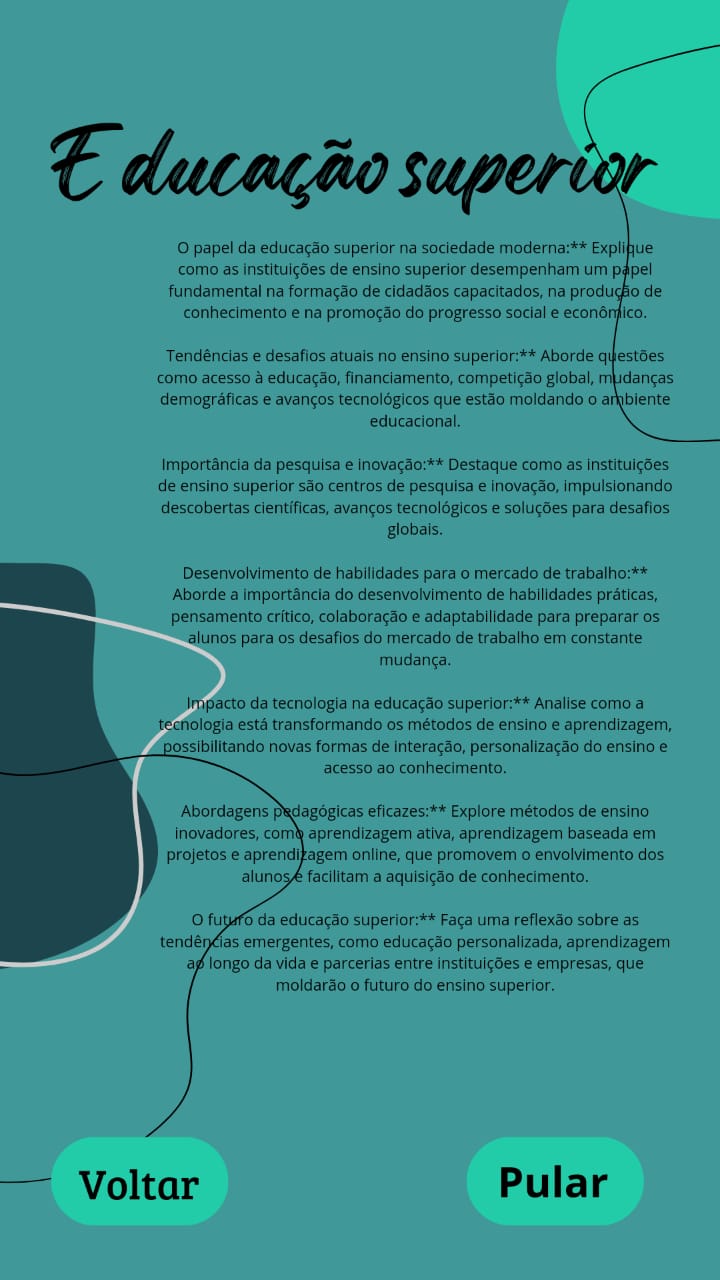 E ducação superior
O papel da educação superior na sociedade moderna:** Explique
como as instituições de ensino superior desempenham um papel
fundamental na formação de cidadãos capacitados, na produção de
conhecimento e na promoção do progresso social e econômico.
Tendências e desafios atuais no ensino superior:** Aborde questões
como acesso à educação, financiamento, competição global, mudanças
demográficas e avanços tecnológicos que estão moldando o ambiente
educacional.
Importância da pesquisa e inovação:** Destaque como as instituições
de ensino superior são centros de pesquisa e inovação, impulsionando
descobertas científicas, avanços tecnológicos e soluções para desafios
globais.
Desenvolvimento de habilidades para o mercado de trabalho:**
Aborde a importância do desenvolvimento de habilidades práticas,
pensamento crítico, colaboração e adaptabilidade para preparar os
alunos para os desafios do mercado de trabalho em constante
mudança.
Impacto da tecnologia na educação superior:** Analise como a
tecnologia está transformando os métodos de ensino e aprendizagem,
possibilitando novas formas de interação, personalização do ensino e
acesso ao conhecimento.
Abordagens pedagógicas eficazes:** Explore métodos de ensino
inovadores, como aprendizagem ativa, aprendizagem baseada em
projetos e aprendizagem online, que promovem o envolvimento dos
alunos e facilitam a aquisição de conhecimento.
O futuro da educação superior:** Faça uma reflexão sobre as
tendências emergentes, como educação personalizada, aprendizagem
ao longo da vida e parcerias entre instituições e empresas, que
moldarão o futuro do ensino superior.
Voltar
Pular